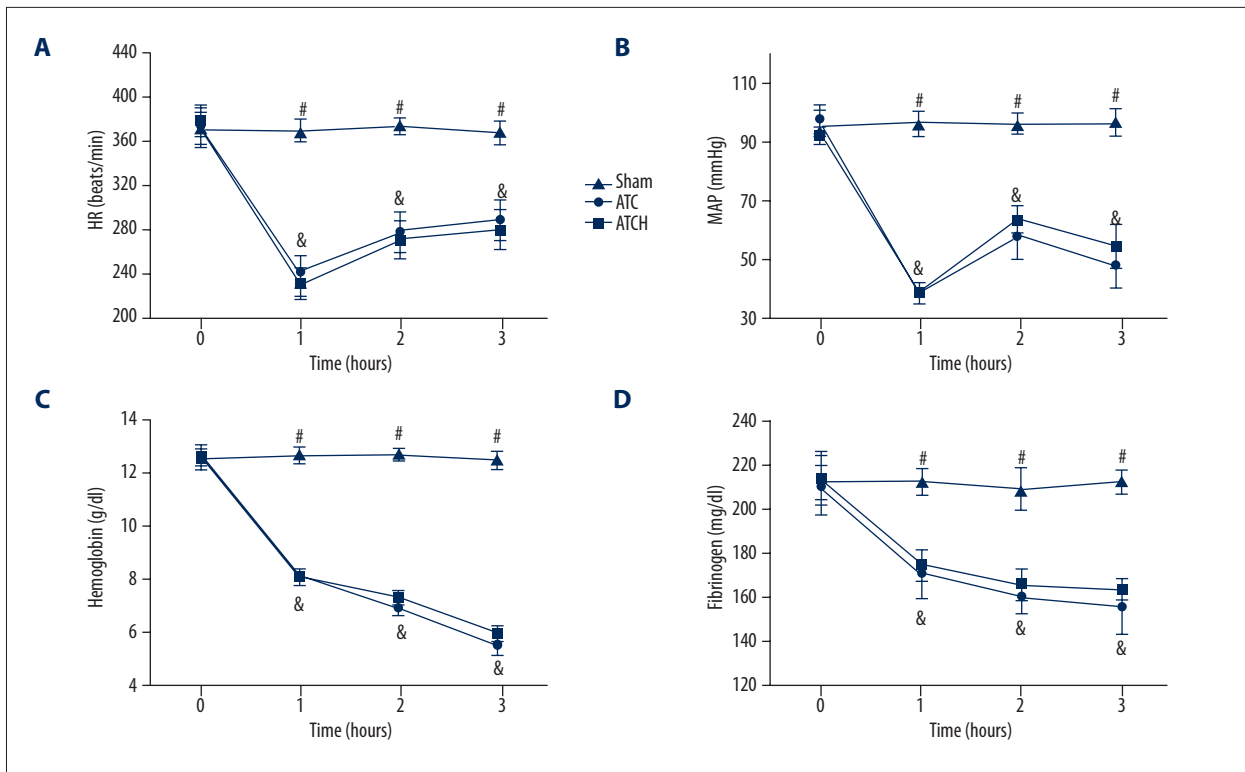 A
HR (beats/min)
440
400
360
320
280
240
200
#
#
#
&
&
&
0 1 2 3
Time (hours)
Sham
ATC
ATCH
B
MAP (mmHg)
110
90
70
50
30
#
#
#
&
&
&
0 1 2 3
Time (hours)
C
Hemoglobin (g/dl)
14
12
10
8
6
4
#
#
#
&
&
&
0 1 2 3
Time (hours)
D
Fibrinogen (mg/dl)
240
220
200
180
160
140
120
#
#
#
&
&
&
0 1 2 3
Time (hours)